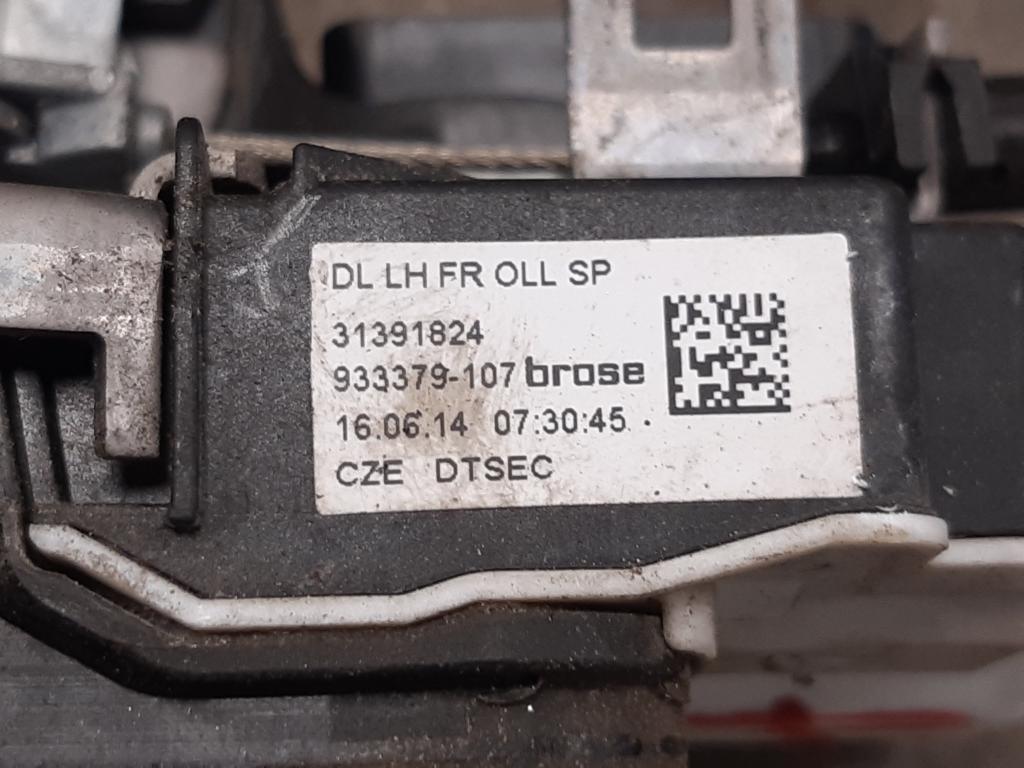 DL LH FR OLL SP
31391824
933379-107 brose
16.06.14 07:30:45 .
CZE DTSEC